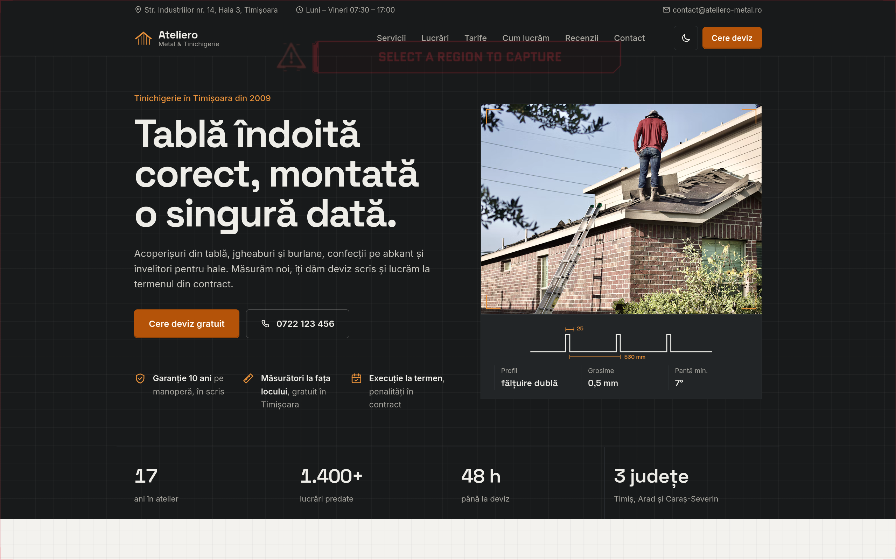 Str. Industriilor nr. 14, Hala 3, Timișoara
Luni – Vineri 07:30 – 17:00
contact@ateliero-metal.ro
Ateliero
Metal & Tinichigerie
Servicii
Lucrări
Tarife
Cum lucrăm
Recenzii
Contact
Cere deviz
SELECT A REGION TO CAPTURE
Tinichigerie în Timișoara din 2009
Tablă îndoită
corect, montată
o singură dată.
Acoperișuri din tablă, jgheaburi și burlane, confecții pe abkant și
învelitori pentru hale. Măsurăm noi, îți dăm deviz scris și lucrăm la
termenul din contract.
Cere deviz gratuit
0722 123 456
Garanție 10 ani pe
manoperă, în scris
Măsurători la fața
locului, gratuit în
Timișoara
Execuție la termen,
penalități în
contract
25
530 mm
Profil
fălțuire dublă
Grosime
0,5 mm
Pantă min.
7°
17
ani în atelier
1.400+
lucrări predate
48 h
până la deviz
3 județe
Timiș, Arad și Caraș-Severin